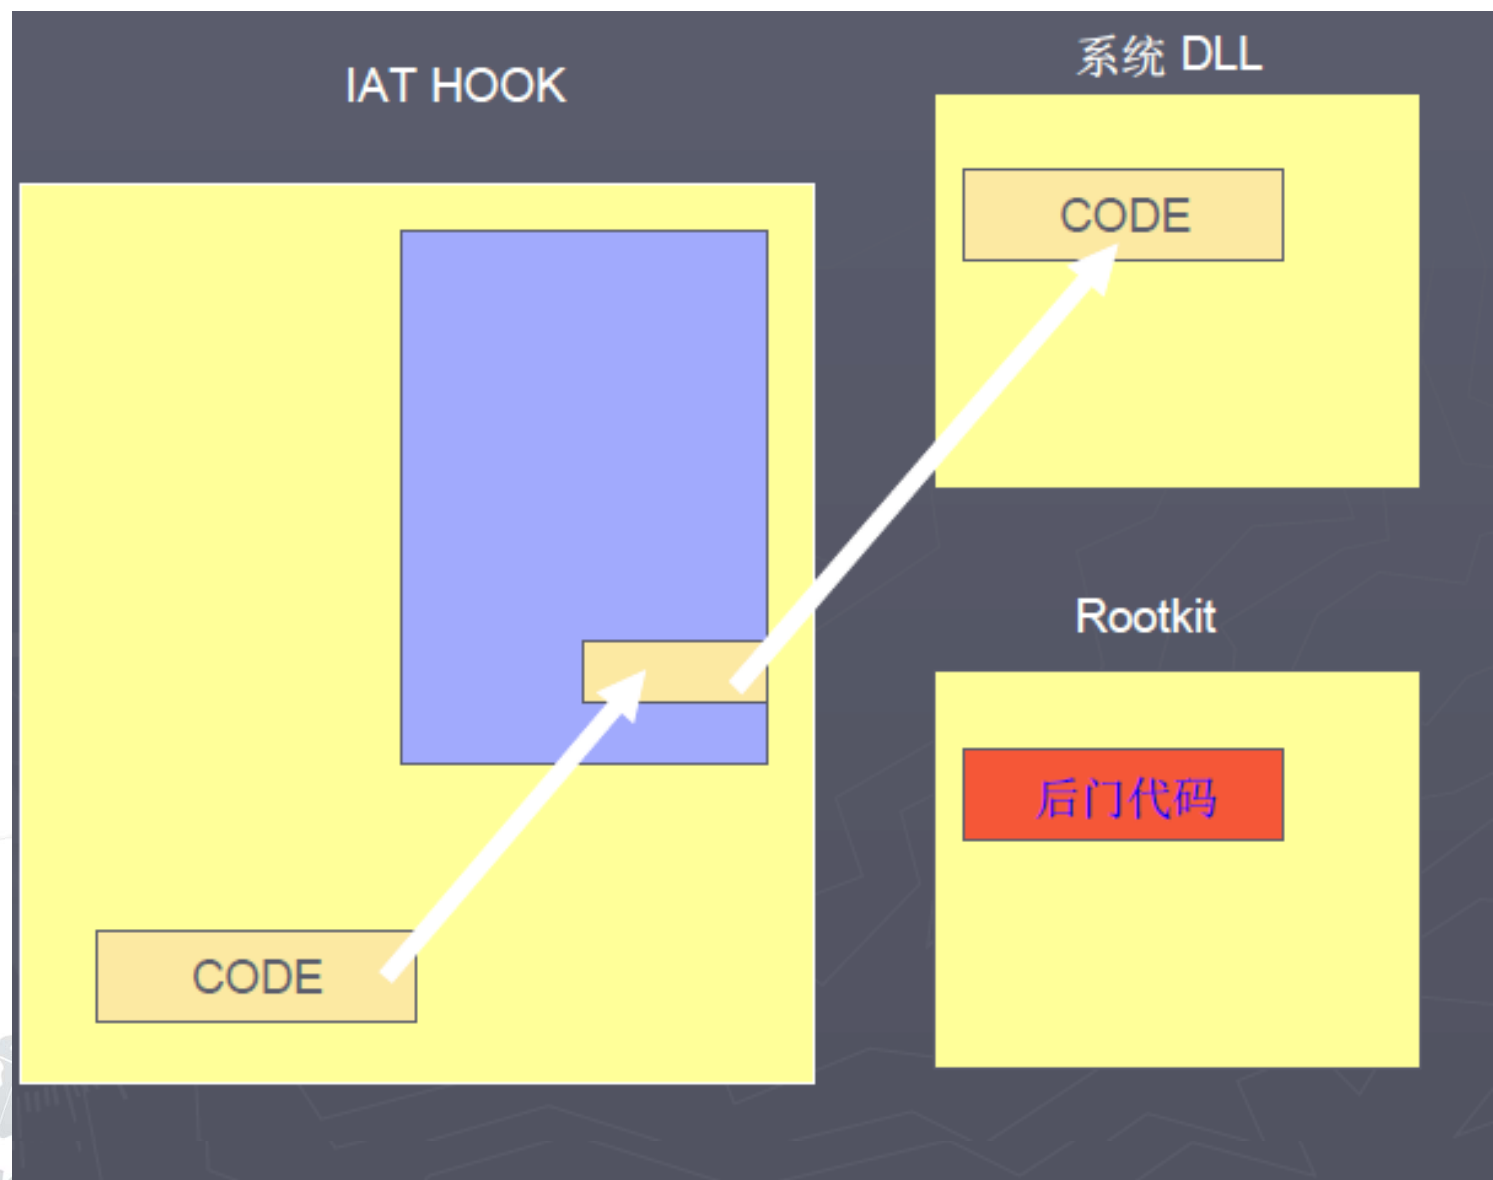 IAT HOOK
系统 DLL
CODE
Rootkit
后门代码
CODE